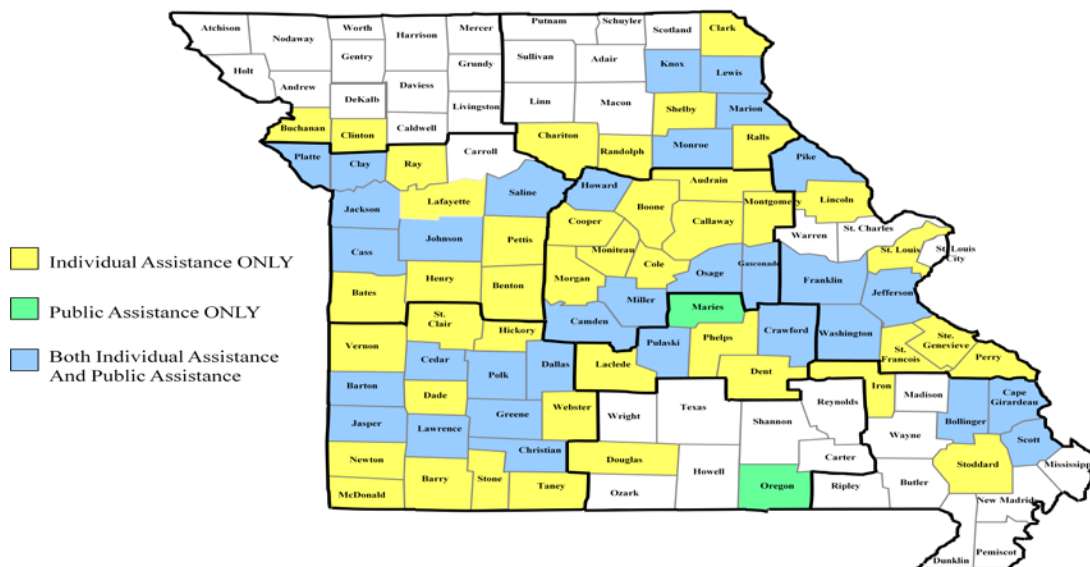 Atchison
Nodaway
Worth
Harrison
Mercer
Putnam
Schuyler
Scotland
Clark
Gentry
Sullivan
Adair
Knox
Lewis
Holt
Grundy
Andrew
DeKalb
Daviess
Linn
Macon
Shelby
Marion
Livingston
Buchanan
Clinton
Caldwell
Chariton
Randolph
Monroe
Ralls
Platte
Clay
Ray
Carroll
Pike
Saline
Howard
Audrain
Lafayette
Boone
Montgomery
Lincoln
Jackson
Cooper
Callaway
Warren
St. Charles
Johnson
Pettis
Moniteau
St. Louis
St. Louis
City
Cass
Cole
Osage
Gasconade
Individual Assistance ONLY
Henry
Benton
Morgan
Franklin
Bates
Miller
Jefferson
Public Assistance ONLY
Maries
St.
Clair
Hickory
Camden
Crawford
Washington
Vernon
Pulaski
Phelps
Ste.
Genevieve
St.
Francois
Perry
Both Individual Assistance
And Public Assistance
Cedar
Polk
Dallas
Laclede
Dent
Iron
Madison
Cape
Girardeau
Barton
Dade
Webster
Wright
Texas
Reynolds
Bollinger
Greene
Shannon
Wayne
Scott
Jasper
Lawrence
Christian
Carter
Newton
Douglas
Stoddard
Mississipp
Barry
Stone
Taney
Howell
Oregon
Ripley
Butler
McDonald
Ozark
New Madrid
Pemiscot
Dunklin